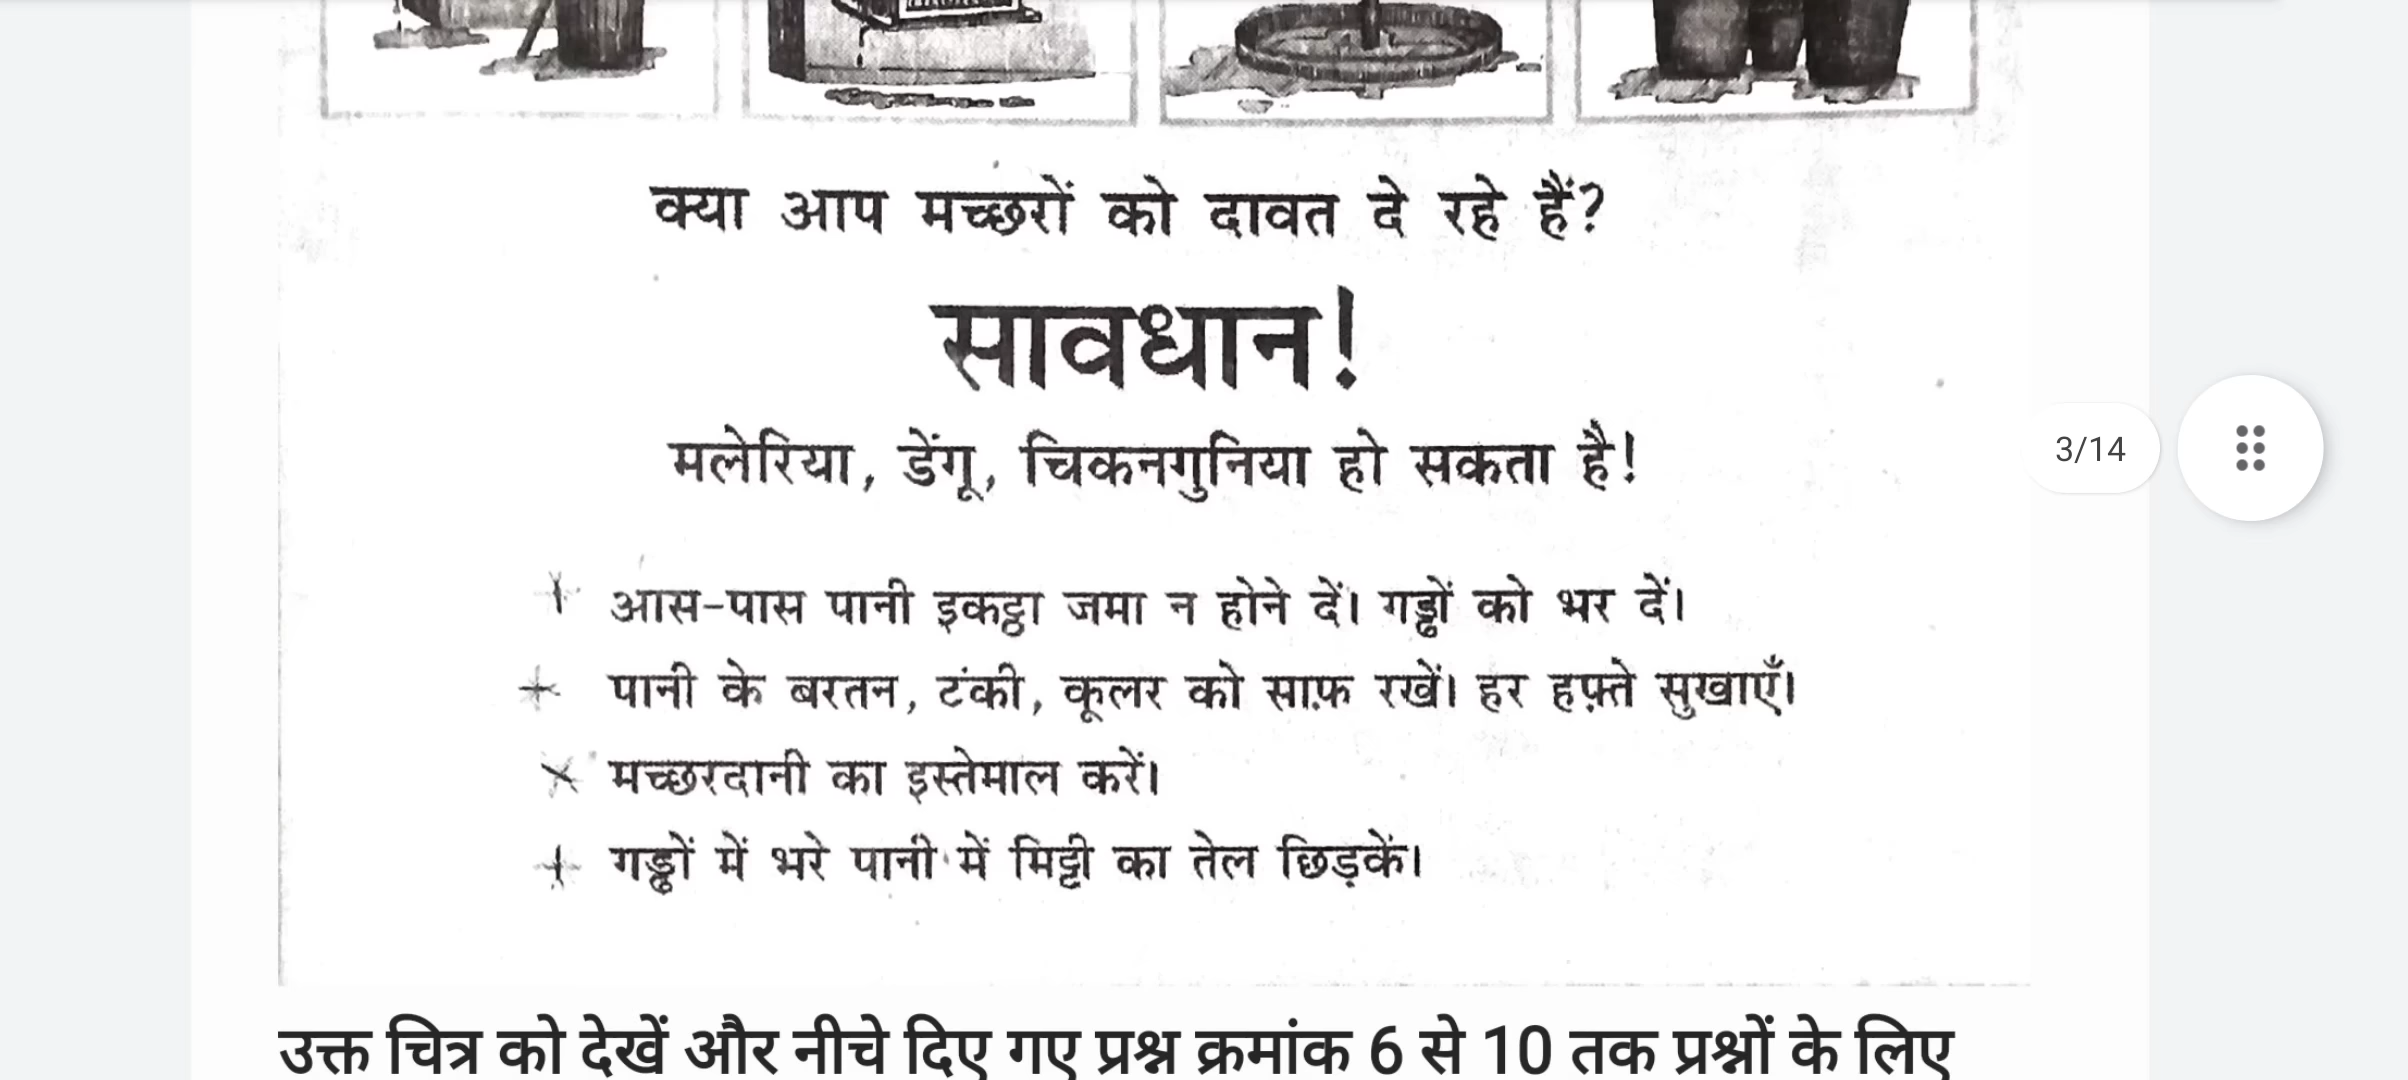 क्या आप मच्छरों को दावत दे रहे हैं?
सावधान!
मलेरिया, डेंगू, चिकनगुनिया हो सकता है!
3/14
आस-पास पानी इकट्ठा जमा न होने दें। गड्ढों को भर दें।
पानी के बरतन, टंकी, कूलर को साफ़ रखें। हर हफ़्ते सुखाएँ।
मच्छरदानी का इस्तेमाल करें।
गड्ढों में भरे पानी में मिट्टी का तेल छिड़कें।
उक्त चित्र को देखें और नीचे दिए गए प्रश्न क्रमांक 6 से 10 तक प्रश्नों के लिए